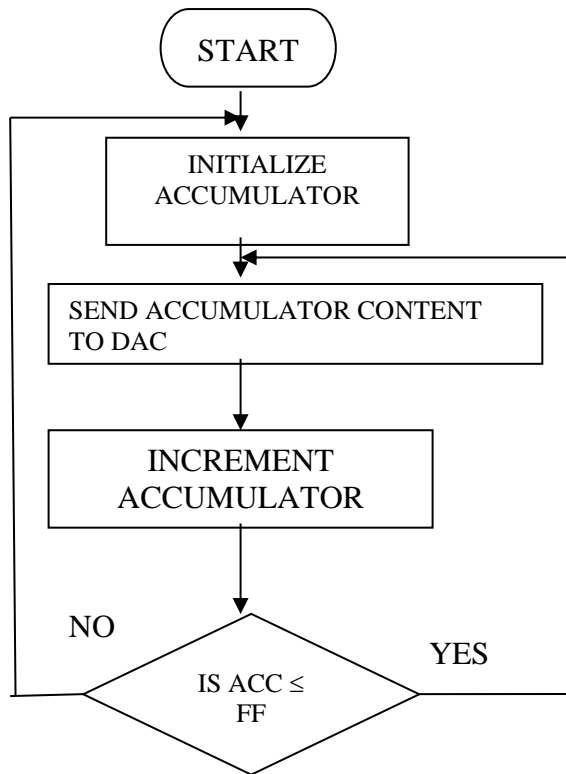 START
INITIALIZE
ACCUMULATOR
SEND ACCUMULATOR CONTENT
TO DAC
INCREMENT
ACCUMULATOR
NO
YES
IS ACC ≤
FF